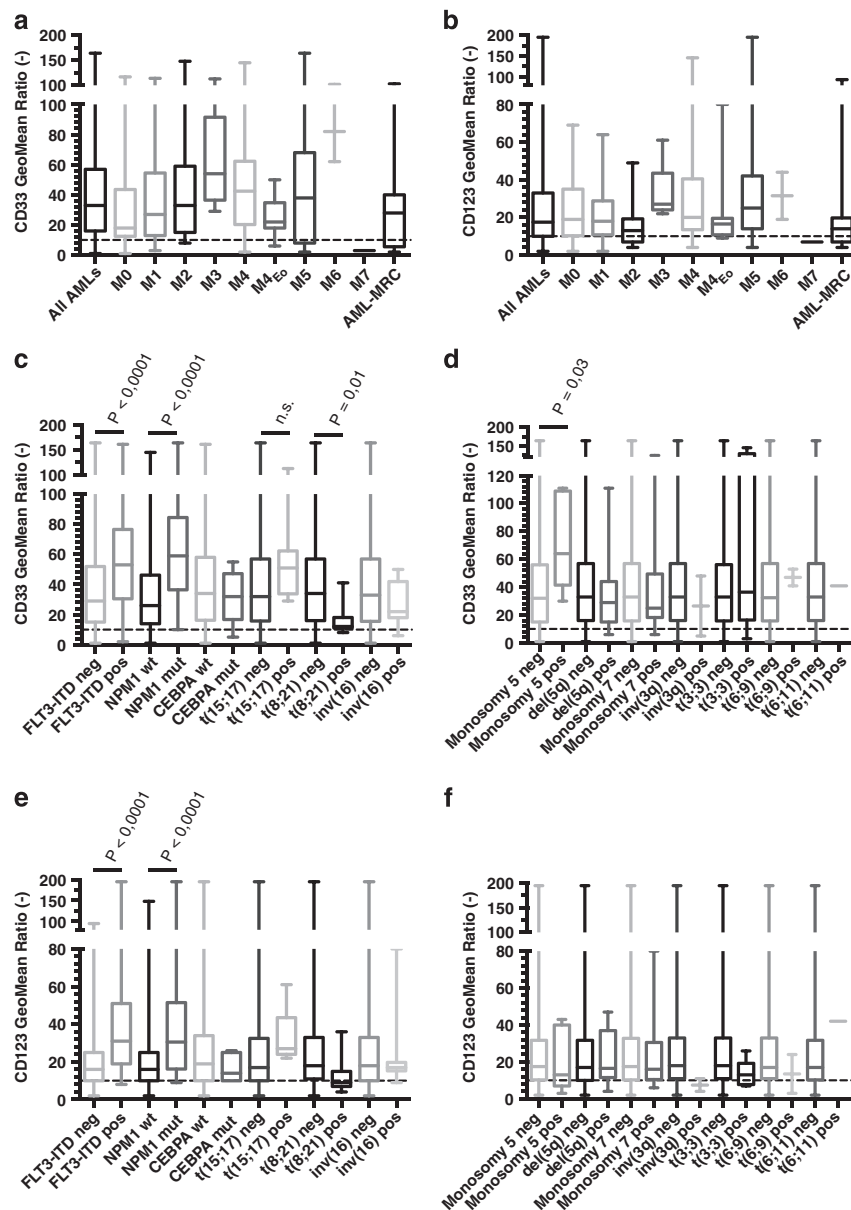 a
CD33 GeoMean Ratio (-)
200
150
100
100
80
60
40
20
0
All AMLs
M0
M1
M2
M3
M4
M4Eo
M5
M6
M7
AML-MRC
b
CD123 GeoMean Ratio (-)
200
150
100
80
60
40
20
0
All AMLs
M0
M1
M2
M3
M4
M4Eo
M5
M6
M7
AML-MRC
c
P < 0,0001
P < 0,0001
n.s.
P = 0,01
CD33 GeoMean Ratio (-)
200
150
100
100
80
60
40
20
0
FLT3-ITD neg
FLT3-ITD pos
NPM1 wt
NPM1 mut
CEBPA wt
CEBPA mut
t(15;17) neg
t(15;17) pos
t(8;21) neg
t(8;21) pos
inv(16) neg
inv(16) pos
d
P = 0,03
CD33 GeoMean Ratio (-)
200
150
120
100
80
60
40
20
0
Monosomy 5 neg
Monosomy 5 pos
del(5q) neg
del(5q) pos
Monosomy 7 neg
Monosomy 7 pos
inv(3q) neg
inv(3q) pos
t(3;3) neg
t(3;3) pos
t(6;9) neg
t(6;9) pos
t(6;11) neg
t(6;11) pos
e
P < 0,0001
P < 0,0001
CD123 GeoMean Ratio (-)
200
150
100
80
60
40
20
0
FLT3-ITD neg
FLT3-ITD pos
NPM1 wt
NPM1 mut
CEBPA wt
CEBPA mut
t(15;17) neg
t(15;17) pos
t(8;21) neg
t(8;21) pos
inv(16) neg
inv(16) pos
f
CD123 GeoMean Ratio (-)
200
150
100
80
60
40
20
0
Monosomy 5 neg
Monosomy 5 pos
del(5q) neg
del(5q) pos
Monosomy 7 neg
Monosomy 7 pos
inv(3q) neg
inv(3q) pos
t(3;3) neg
t(3;3) pos
t(6;9) neg
t(6;9) pos
t(6;11) neg
t(6;11) pos